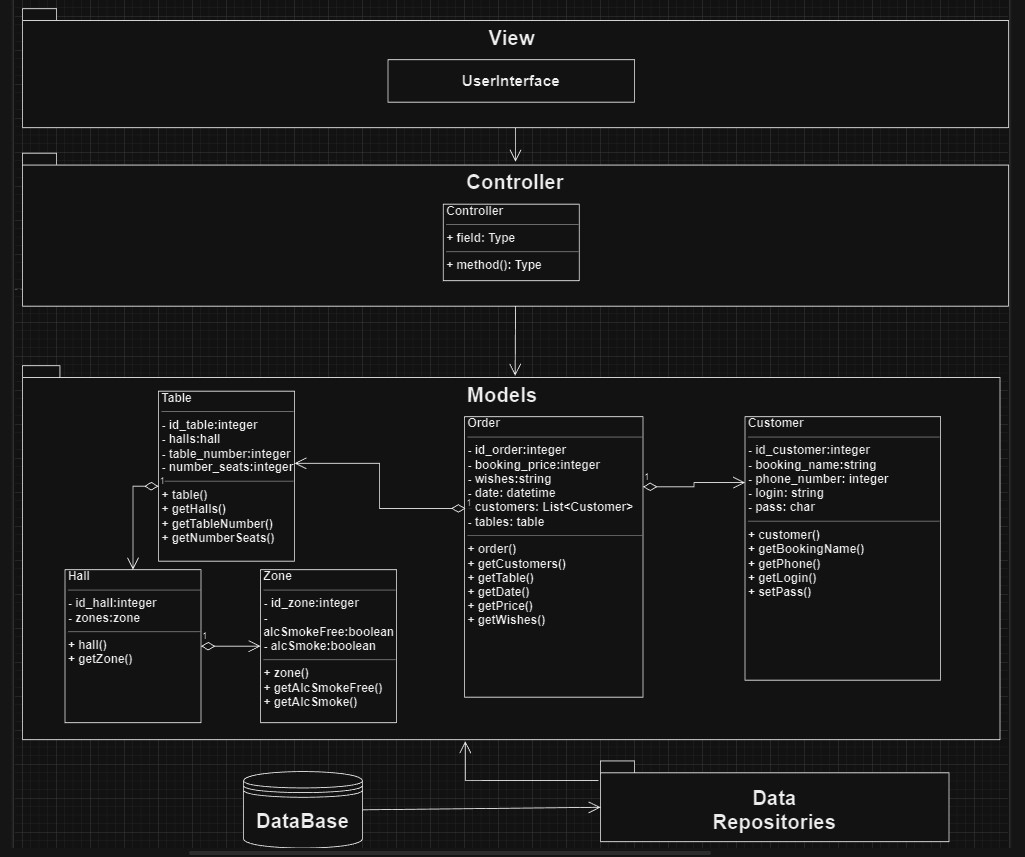 View
UserInterface
Controller
Controller
+ field: Type
+ method(): Type
Models
Table
- id_table:integer
- halls:hall
- table_number:integer
- number_seats:integer
1
+ table()
+ getHalls()
+ getTableNumber()
+ getNumberSeats()
Order
- id_order:integer
- booking_price:integer
- wishes:string
- date: datetime
1
customers: List<Customer>
- tables: table
+ order()
+ getCustomers()
+ getTable()
+ getDate()
+ getPrice()
+ getWishes()
1
Customer
- id_customer:integer
- booking_name:string
- phone_number: integer
- login: string
- pass: char
+ customer()
+ getBookingName()
+ getPhone()
+ getLogin()
+ setPass()
Hall
- id_hall:integer
- zones:zone
+ hall()
+ getZone()
1
Zone
- id_zone:integer
-
alcSmokeFree:boolean
- alcSmoke:boolean
+ zone()
+ getAlcSmokeFree()
+ getAlcSmoke()
DataBase
Data
Repositories